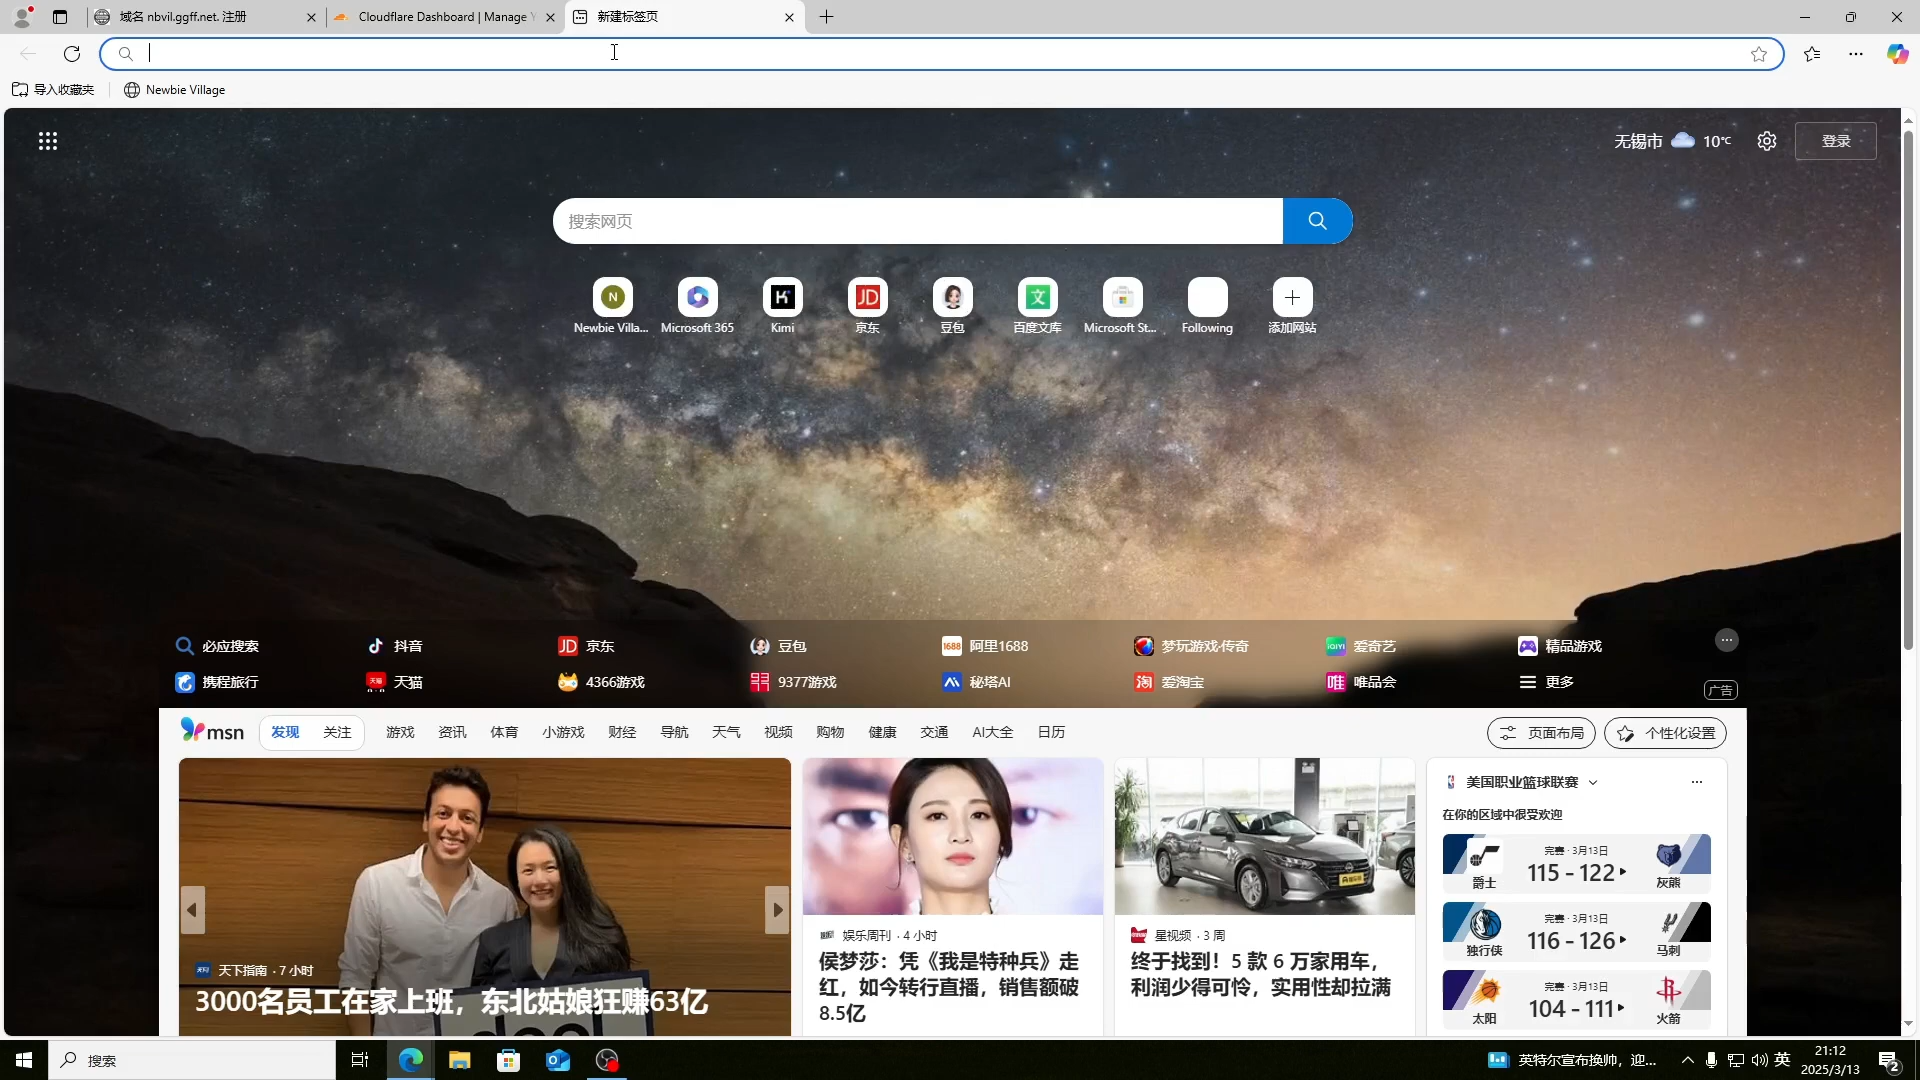 域名 nbvil.ggff.net. 注册
Cloudflare Dashboard | Manage Y
新建标签页
导入收藏夹
Newbie Village
无锡市
10℃
登录
搜索网页
N
JD
文
Newbie Villa...
Microsoft 365
Kimi
京东
豆包
百度文库
Microsoft St...
Following
添加网站
必应搜索
JD
1688
抖音
京东
豆包
阿里1688
梦玩游戏·传奇
爱奇艺
精品游戏
携程旅行
天猫
4366游戏
9377游戏
秘塔AI
淘
爱淘宝
唯
唯品会
更多
广告
msn
发现
关注
游戏
资讯
体育
小游戏
财经
导航
天气
视频
购物
健康
交通
AI大全
日历
页面布局
个性化设置
天下指南 · 7 小时
3000名员工在家上班，东北姑娘狂赚63亿
娱乐周刊 · 4 小时
侯梦莎：凭《我是特种兵》走
红，如今转行直播，销售额破
8.5亿
星视频 · 3 周
终于找到！5 款 6 万家用车，
利润少得可怜，实用性却拉满
美国职业篮球联赛
在你的区域中很受欢迎
完赛 · 3月13日
爵士
115 - 122
灰熊
完赛 · 3月13日
独行侠
116 - 126
马刺
完赛 · 3月13日
太阳
104 - 111
火箭
搜索
英特尔宣布换帅，迎...
英
21:12
2025/3/13
2